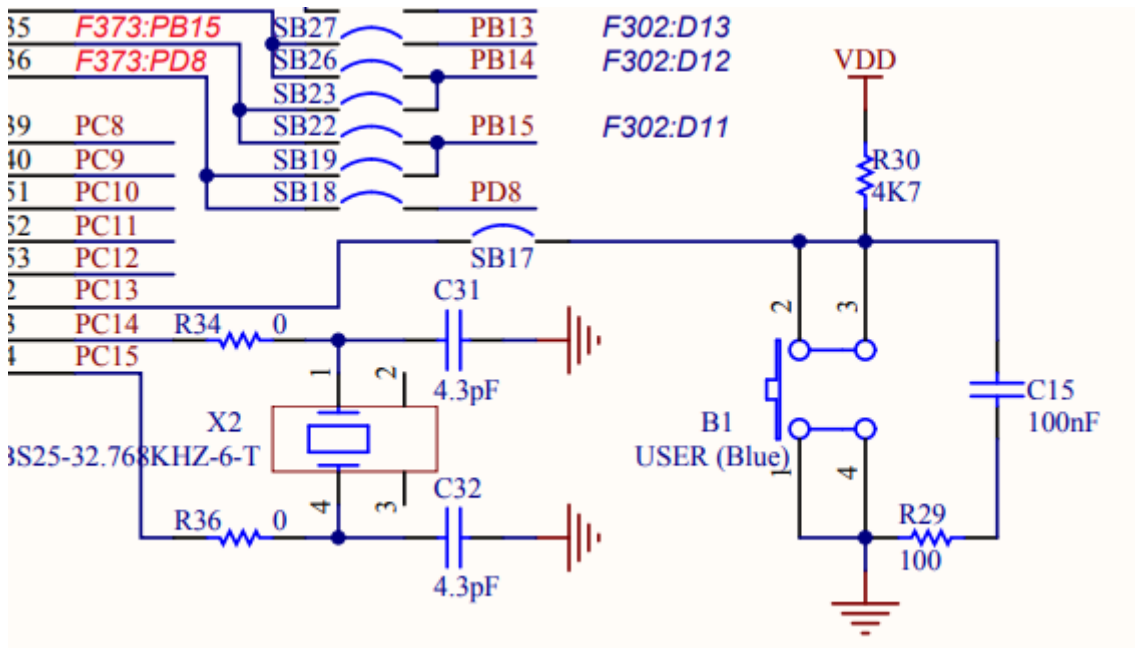 35 F373:PB15 SB27 PB13 F302:D13
36 F373:PD8 SB26 PB14 F302:D12
VDD
SB23
39 PC8 SB22 PB15 F302:D11
40 PC9 SB19
R30
4K7
51 PC10 SB18 PD8
52 PC11
53 PC12 SB17
2 PC13 C31
3 PC14 R34 0
4 PC15
1 2 4.3pF
2 3
X2 B1 C15
100nF
BS25-32.768KHZ-6-T USER (Blue)
C32
4 3 1 4
R36 0 R29
100
4.3pF